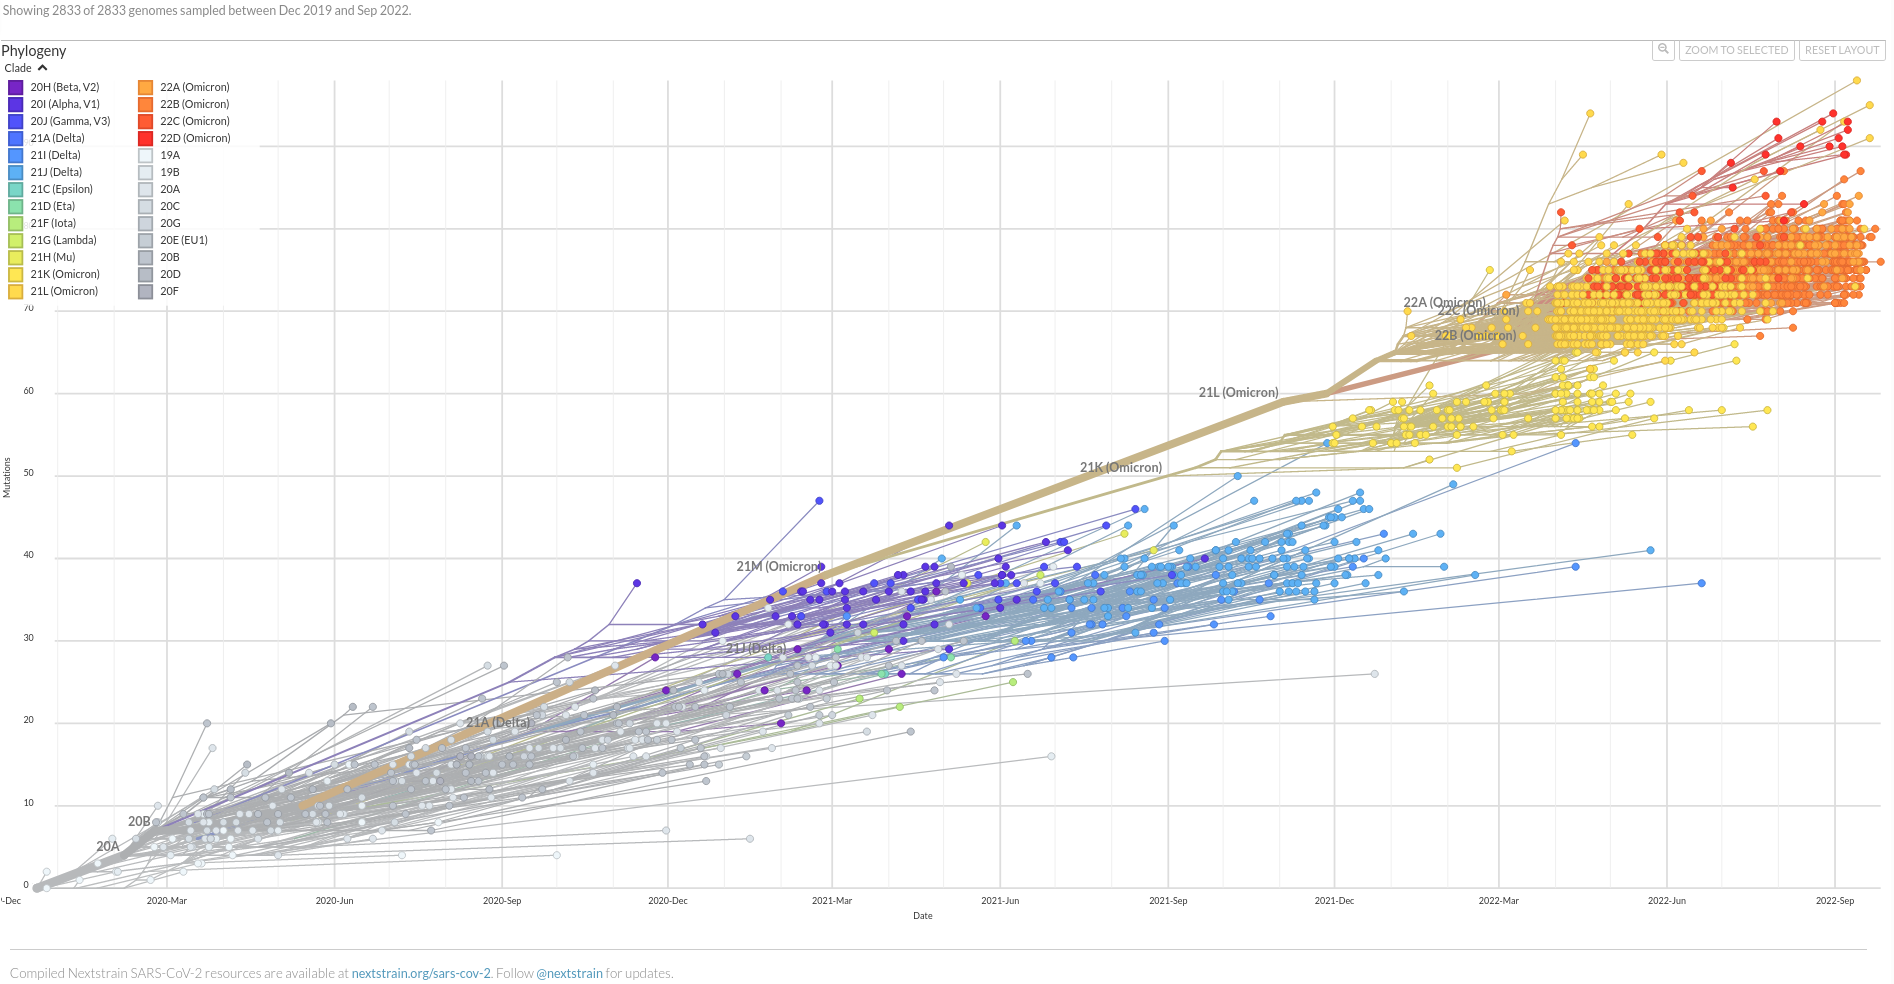 Showing 2833 of 2833 genomes sampled between Dec 2019 and Sep 2022.
Phylogeny
ZOOM TO SELECTED
RESET LAYOUT
Clade
20H (Beta, V2)
20I (Alpha, V1)
20J (Gamma, V3)
21A (Delta)
21I (Delta)
21J (Delta)
21C (Epsilon)
21D (Eta)
21F (Iota)
21G (Lambda)
21H (Mu)
21K (Omicron)
21L (Omicron)
22A (Omicron)
22B (Omicron)
22C (Omicron)
22D (Omicron)
19A
19B
20A
20C
20G
20E (EU1)
20B
20D
20F
22A (Omicron)
22C (Omicron)
22B (Omicron)
21L (Omicron)
21K (Omicron)
21M (Omicron)
21J (Delta)
21A (Delta)
20B
20A
70
60
50
40
30
20
10
0
Mutations
-Dec
2020-Mar
2020-Jun
2020-Sep
2020-Dec
2021-Mar
2021-Jun
2021-Sep
2021-Dec
2022-Mar
2022-Jun
2022-Sep
Date
Compiled Nextstrain SARS-CoV-2 resources are available at nextstrain.org/sars-cov-2. Follow @nextstrain for updates.